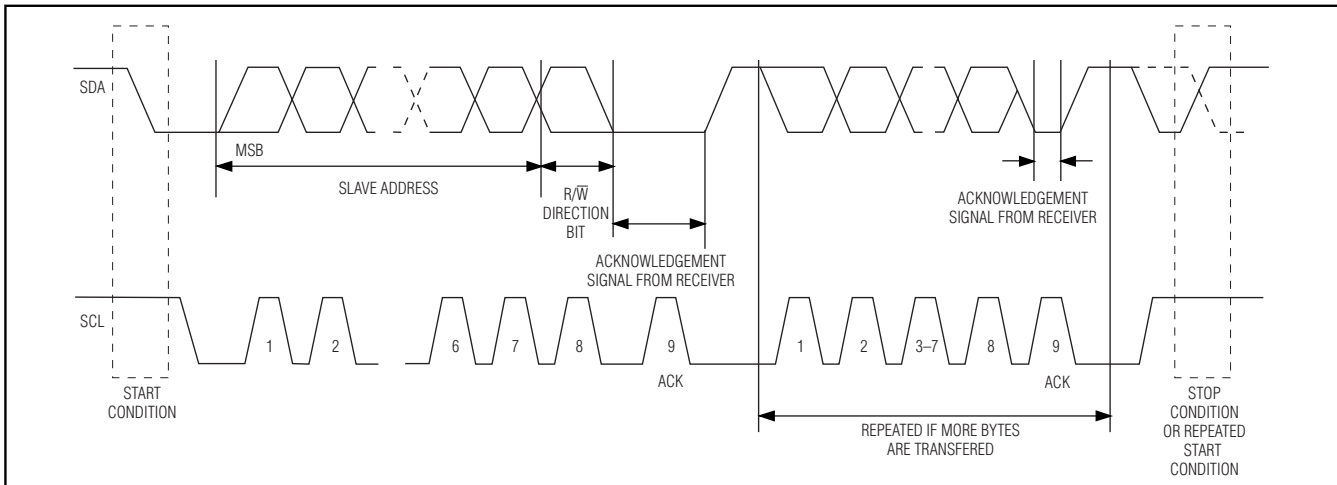 SDA
MSB
SLAVE ADDRESS
R/W̅
DIRECTION
BIT
ACKNOWLEDGEMENT
SIGNAL FROM RECEIVER
ACKNOWLEDGEMENT
SIGNAL FROM RECEIVER
SCL
1 2 6 7 8 9 1 2 3–7 8 9
ACK ACK
START
CONDITION
REPEATED IF MORE BYTES
ARE TRANSFERED
STOP
CONDITION
OR REPEATED
START
CONDITION